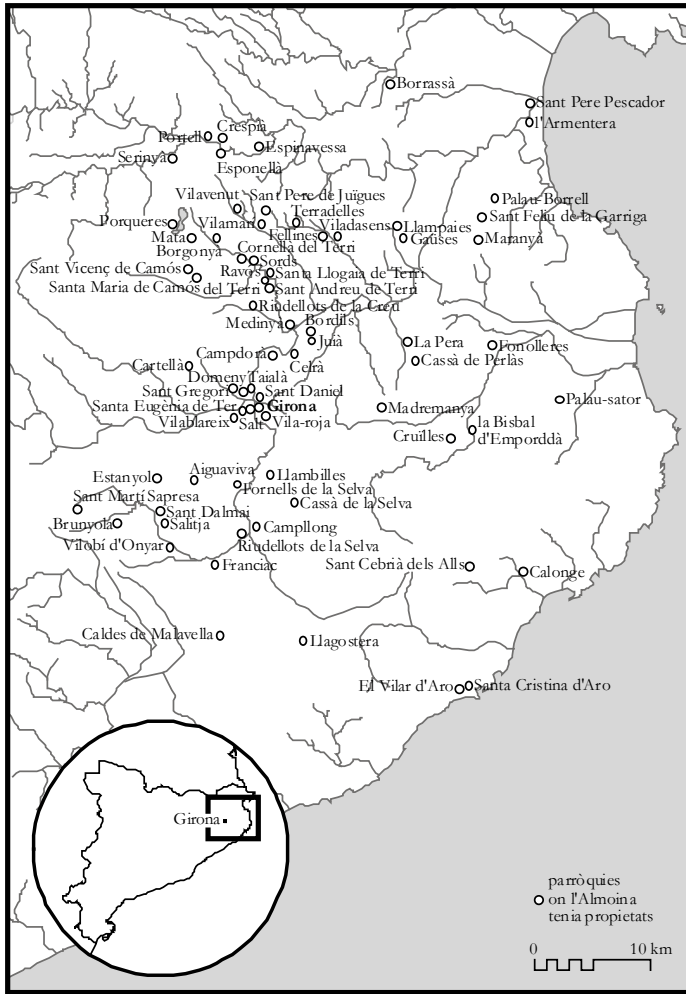 Borrassà
Sant Pere Pescador
l'Armentera
Crespià
Portell
Espinavessa
Serinyà
Esponellà
Vilavenut
Sant Pere de Juïgues
Palau-Borrell
Terradelles
Sant Feliu de la Garriga
Porqueres
Vilamarí
Viladasens
Llampaies
Mata
Fellines
Gaüses
Maranyà
Borgonyà
Cornellà del Terri
Sords
Sant Vicenç de Camós
Ravós
del Terri
Santa Llogaia de Terri
Santa Maria de Camós
Sant Andreu de Terri
Riudellots de la Creu
Medinyà
Bordils
Juià
La Pera
Fonolleres
Campdorà
Celrà
Cartellà
Cassà de Perlàs
Domeny
Taialà
Sant Gregori
Sant Daniel
Palau-sator
Santa Eugènia de Ter
Girona
Madremanya
Vilablareix
Salt
Vila-roja
la Bisbal
d'Emporddà
Cruïlles
Estanyol
Aiguaviva
Llambilles
Fornells de la Selva
Sant Martí Sapresa
Cassà de la Selva
Sant Dalmai
Brunyola
Salitja
Campllong
Vilobí d'Onyar
Riudellots de la Selva
Franciac
Sant Cebrià dels Alls
Calonge
Caldes de Malavella
Llagostera
El Vilar d'Aro
Santa Cristina d'Aro
Girona
parròquies
on l'Almoina
tenia propietats
0 10 km